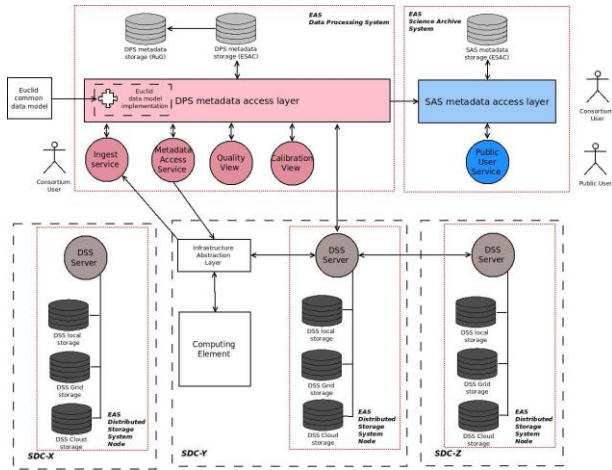 EAS
Data Processing System
EAS
Science Archive
System
DPS metadata
storage (RuG)
DPS metadata
storage (ESAC)
SAS metadata
storage (ESAC)
Euclid
common
data model
Euclid
data model
implementation
DPS metadata access layer
SAS metadata access layer
Consortium
User
Consortium
User
Ingest
service
Metadata
Access
Service
Quality
View
Calibration
View
Public
User
Service
Public User
DSS
Server
Infrastructure
Abstraction
Layer
DSS
Server
DSS
Server
DSS local
storage
DSS Grid
storage
DSS Cloud
storage
EAS
Distributed
Storage
System
Node
SDC-X
Computing
Element
DSS local
storage
DSS Grid
storage
DSS Cloud
storage
EAS
Distributed
Storage
System
Node
SDC-Y
DSS local
storage
DSS Grid
storage
DSS Cloud
storage
EAS
Distributed
Storage
System
Node
SDC-Z